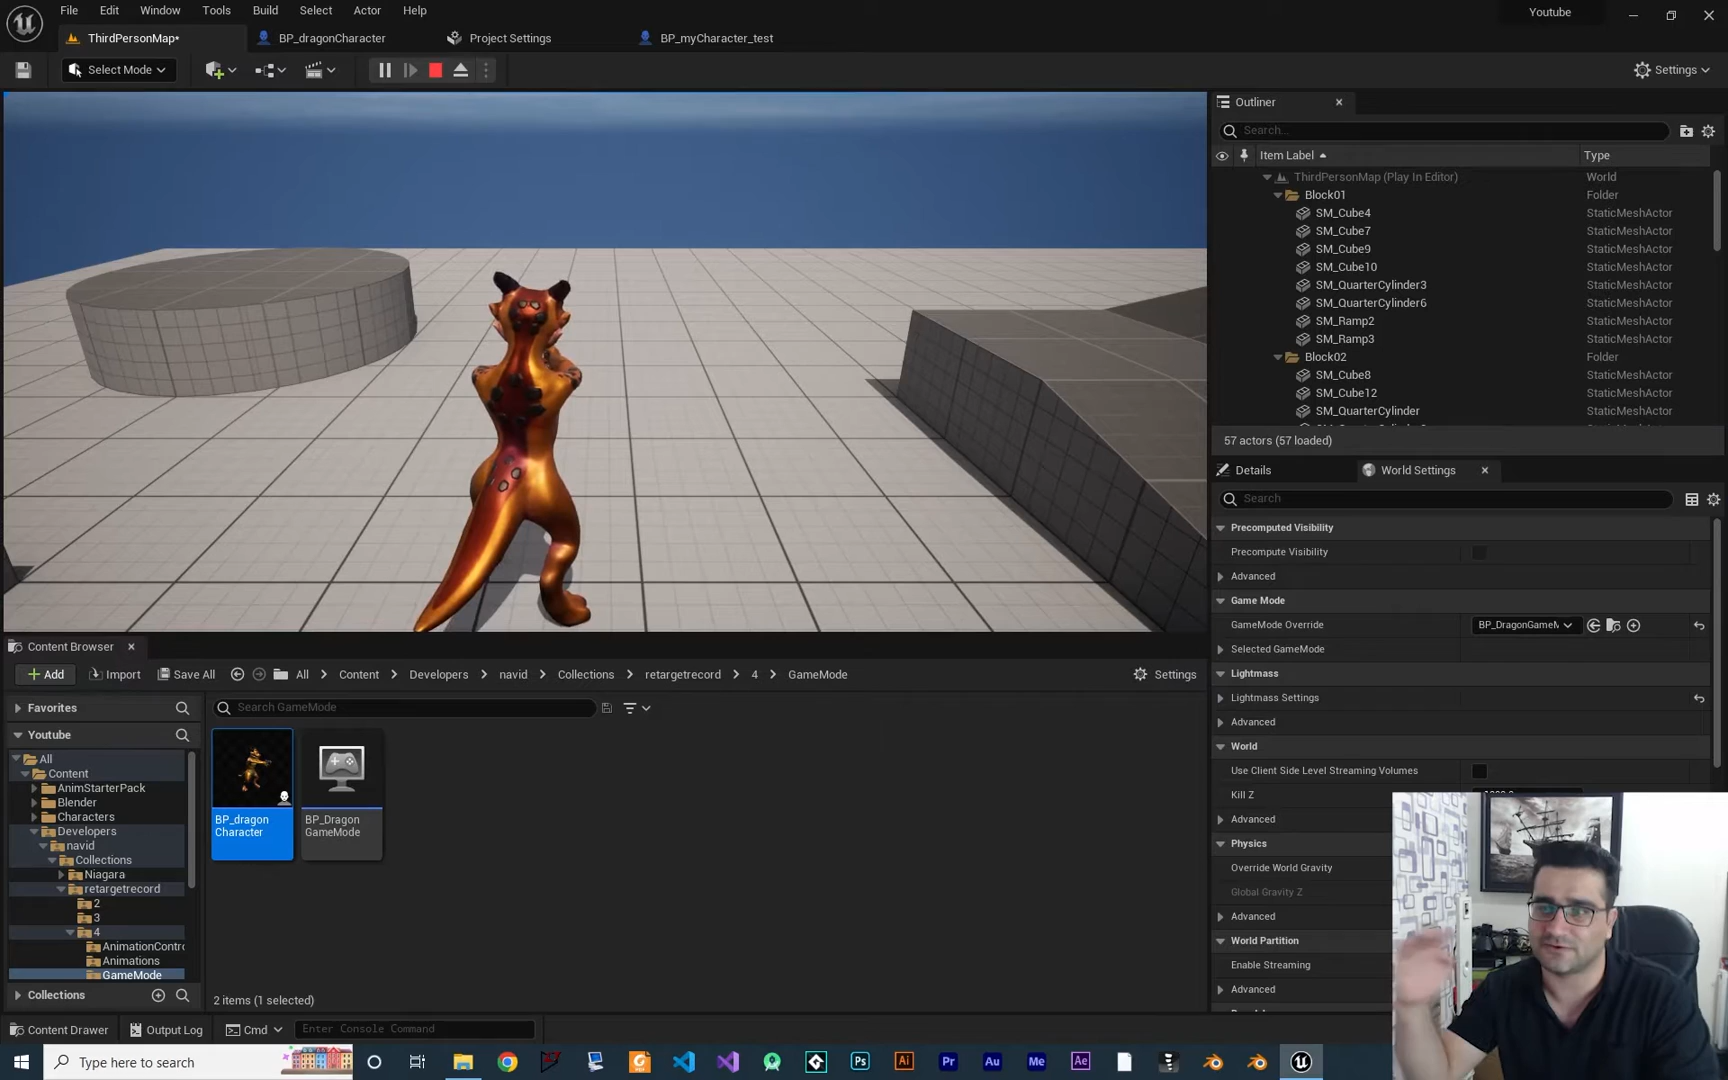 File Edit Window Tools Build Select Actor Help
Youtube
ThirdPersonMap* BP_dragonCharacter Project Settings BP_myCharacter_test
Select Mode
Settings
Outliner
Search...
Item Label Type
ThirdPersonMap (Play In Editor) World
Block01 Folder
SM_Cube4 StaticMeshActor
SM_Cube7 StaticMeshActor
SM_Cube9 StaticMeshActor
SM_Cube10 StaticMeshActor
SM_QuarterCylinder3 StaticMeshActor
SM_QuarterCylinder6 StaticMeshActor
SM_Ramp2 StaticMeshActor
SM_Ramp3 StaticMeshActor
Block02 Folder
SM_Cube8 StaticMeshActor
SM_Cube12 StaticMeshActor
SM_QuarterCylinder StaticMeshActor
57 actors (57 loaded)
Details World Settings
Search
Precomputed Visibility
Precompute Visibility
Advanced
Game Mode
GameMode Override BP_DragonGameM
Selected GameMode
Lightmass
Lightmass Settings
Advanced
World
Use Client Side Level Streaming Volumes
Kill Z
Advanced
Physics
Override World Gravity
Global Gravity Z
Advanced
World Partition
Enable Streaming
Advanced
Content Browser
Add Import Save All All Content Developers navid Collections retargetrecord 4 GameMode Settings
Favorites
Search GameMode
Youtube
All
Content
AnimStarterPack
Blender
Characters
Developers
navid
Collections
Niagara
retargetrecord
2
3
4
AnimationContro
Animations
GameMode
Collections
BP_dragon
Character
BP_Dragon
GameMode
2 items (1 selected)
Content Drawer Output Log Cmd Enter Console Command
Type here to search
Ps Ai Pr Au Me Ae